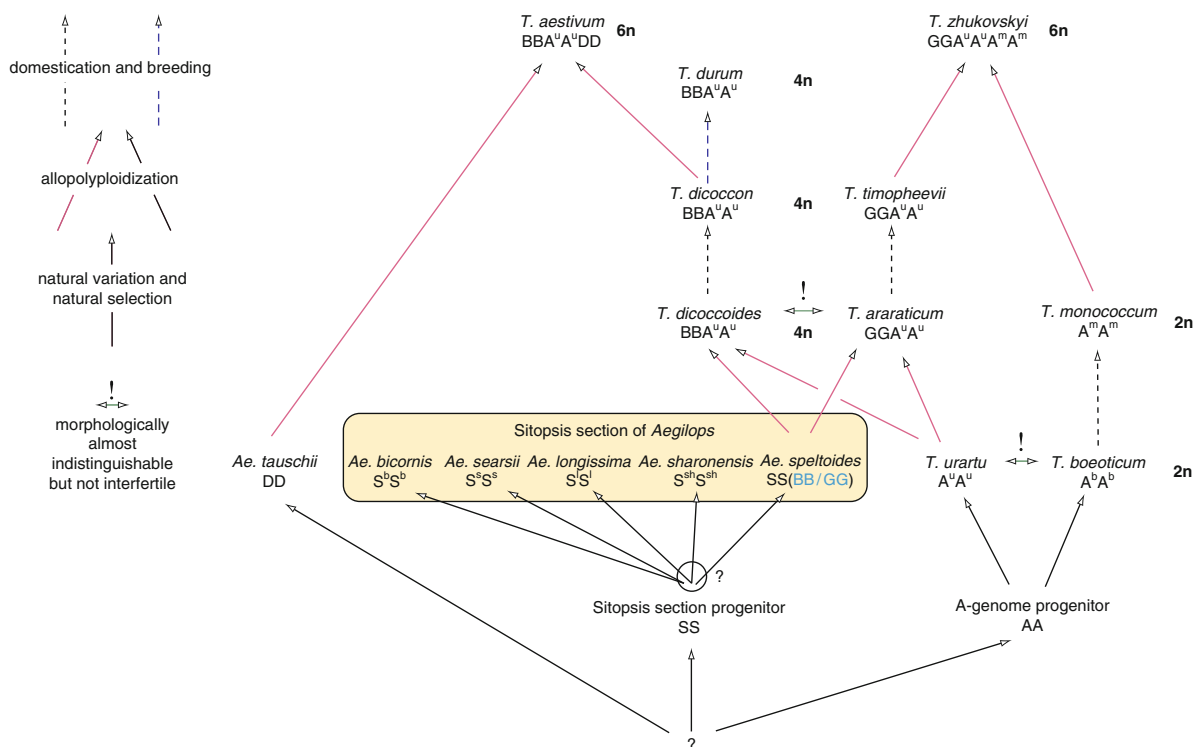 domestication and breeding
allopolyploidization
natural variation and
natural selection
!
morphologically
almost
indistinguishable
but not interfertile
T. aestivum
BBAᵘAᵘDD
6n
T. zhukovskyi
GGAᵘAᵘAᵐAᵐ
6n
T. durum
BBAᵘAᵘ
4n
T. dicoccon
BBAᵘAᵘ
4n
T. timopheevii
GGAᵘAᵘ
T. dicoccoides
BBAᵘAᵘ
!
4n
T. araraticum
GGAᵘAᵘ
T. monococcum
AᵐAᵐ
2n
Sitopsis section of Aegilops
Ae. tauschii
DD
Ae. bicornis
SᵇSᵇ
Ae. searsii
SˢSˢ
Ae. longissima
SˡSˡ
Ae. sharonensis
SˢʰSˢʰ
Ae. speltoides
SS(BB/GG)
T. urartu
AᵘAᵘ
!
T. boeoticum
AᵇAᵇ
2n
?
Sitopsis section progenitor
SS
A-genome progenitor
AA
?